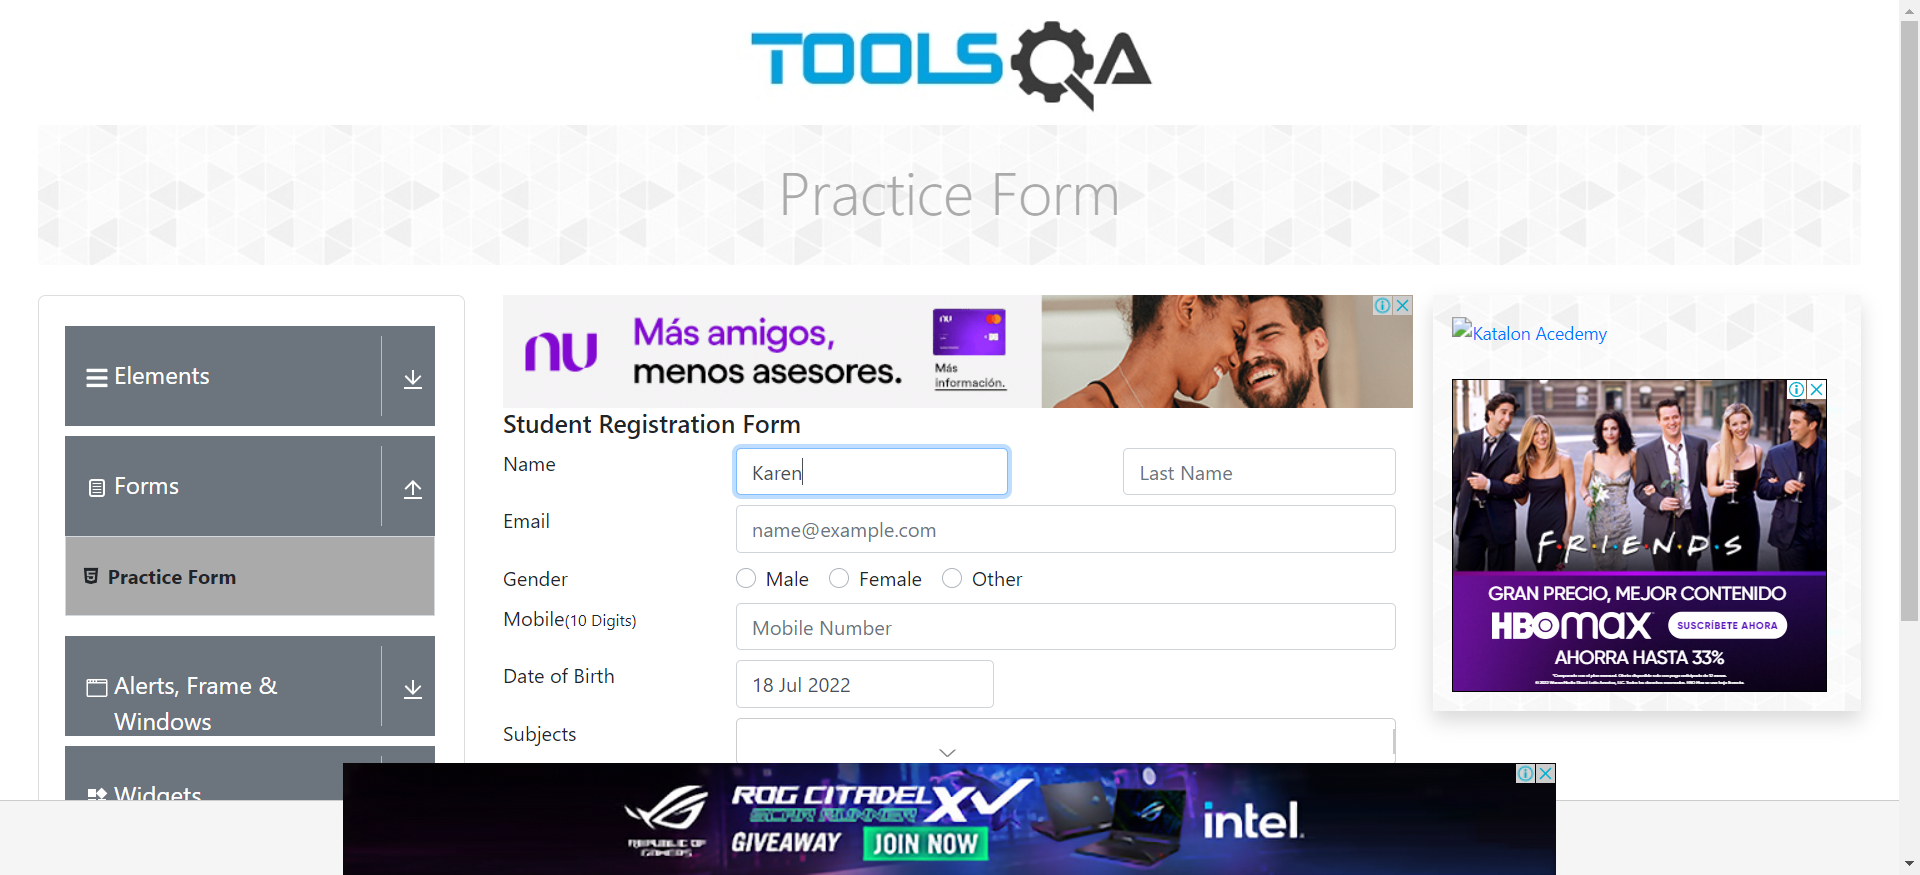 TOOLSQA
Practice Form
Elements
Forms
Practice Form
Alerts, Frame &
Windows
Widgets
nu
Más amigos,
menos asesores.
nu
Más
información.
Student Registration Form
Name
Karen
Last Name
Email
name@example.com
Gender
Male
Female
Other
Mobile(10 Digits)
Mobile Number
Date of Birth
18 Jul 2022
Subjects
Katalon Acedemy
F·R·I·E·N·D·S
GRAN PRECIO, MEJOR CONTENIDO
HBOmax
SUSCRÍBETE AHORA
AHORRA HASTA 33%
REPUBLIC OF
GAMERS
ROG CITADEL XV
GIVEAWAY
JOIN NOW
intel.